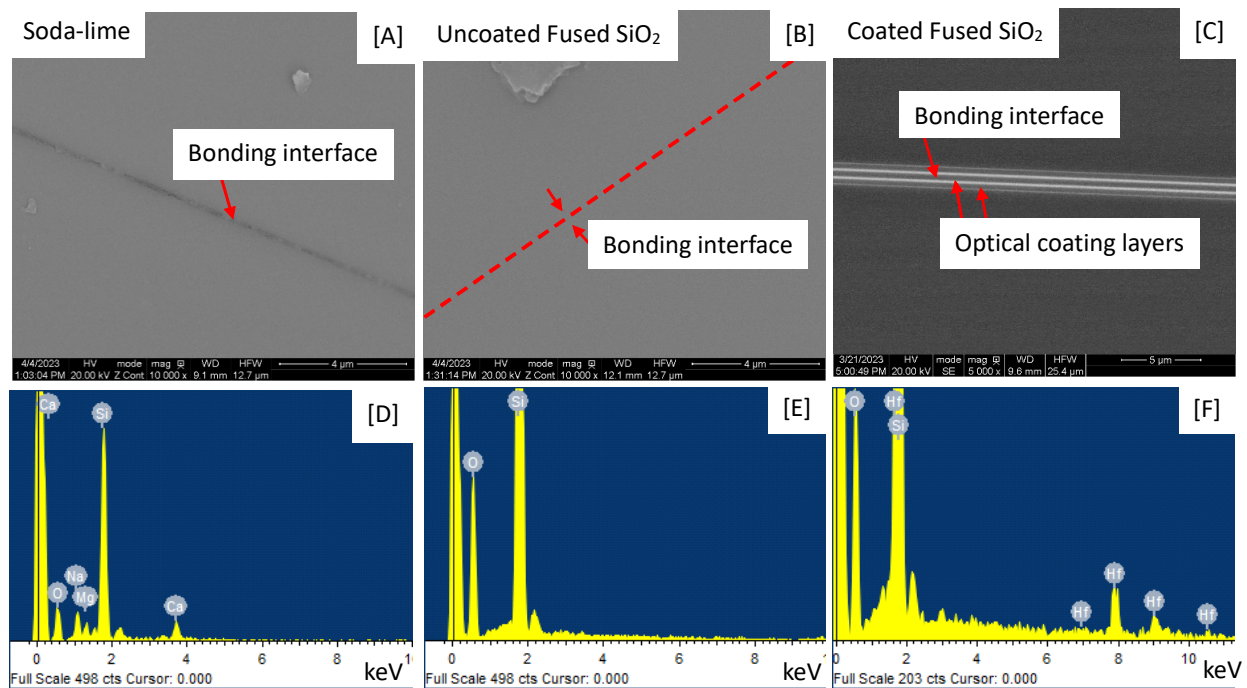 Soda-lime
[A]
Bonding interface
4/4/2023 HV mode mag WD HFW 4 µm
1:03:04 PM 20.00 kV Z Cont 10 000 x 9.1 mm 12.7 µm
Uncoated Fused SiO₂
[B]
Bonding interface
4/4/2023 HV mode mag WD HFW 4 µm
1:31:14 PM 20.00 kV Z Cont 10 000 x 12.1 mm 12.7 µm
Coated Fused SiO₂
[C]
Bonding interface
Optical coating layers
3/21/2023 HV mode mag WD HFW 5 µm
5:00:49 PM 20.00 kV SE 5 000 x 9.6 mm 25.4 µm
[D]
Ca
Si
O
Na
Mg
Ca
0 2 4 6 8 1
keV
Full Scale 498 cts Cursor: 0.000
[E]
Si
O
0 2 4 6 8
keV
Full Scale 498 cts Cursor: 0.000
[F]
O
Hf
Si
Hf
Hf
Hf
Hf
0 2 4 6 8 10
keV
Full Scale 203 cts Cursor: 0.000